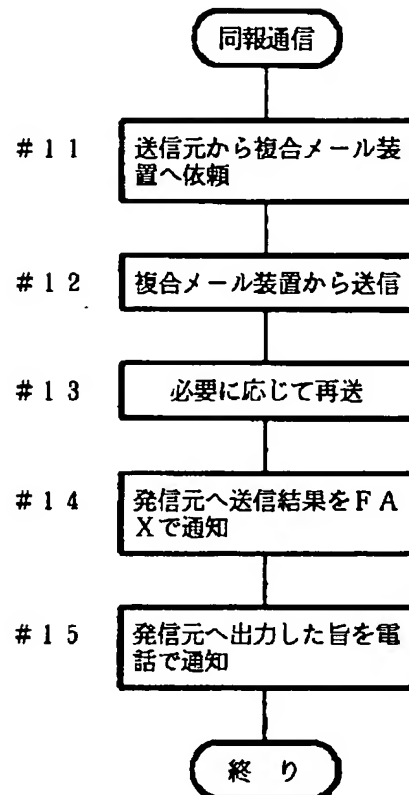 同報通信
#11 送信元から複合メール装
置へ依頼
#12 複合メール装置から送信
#13 必要に応じて再送
#14 発信元へ送信結果をFA
Xで通知
#15 発信元へ出力した旨を電
話で通知
終り